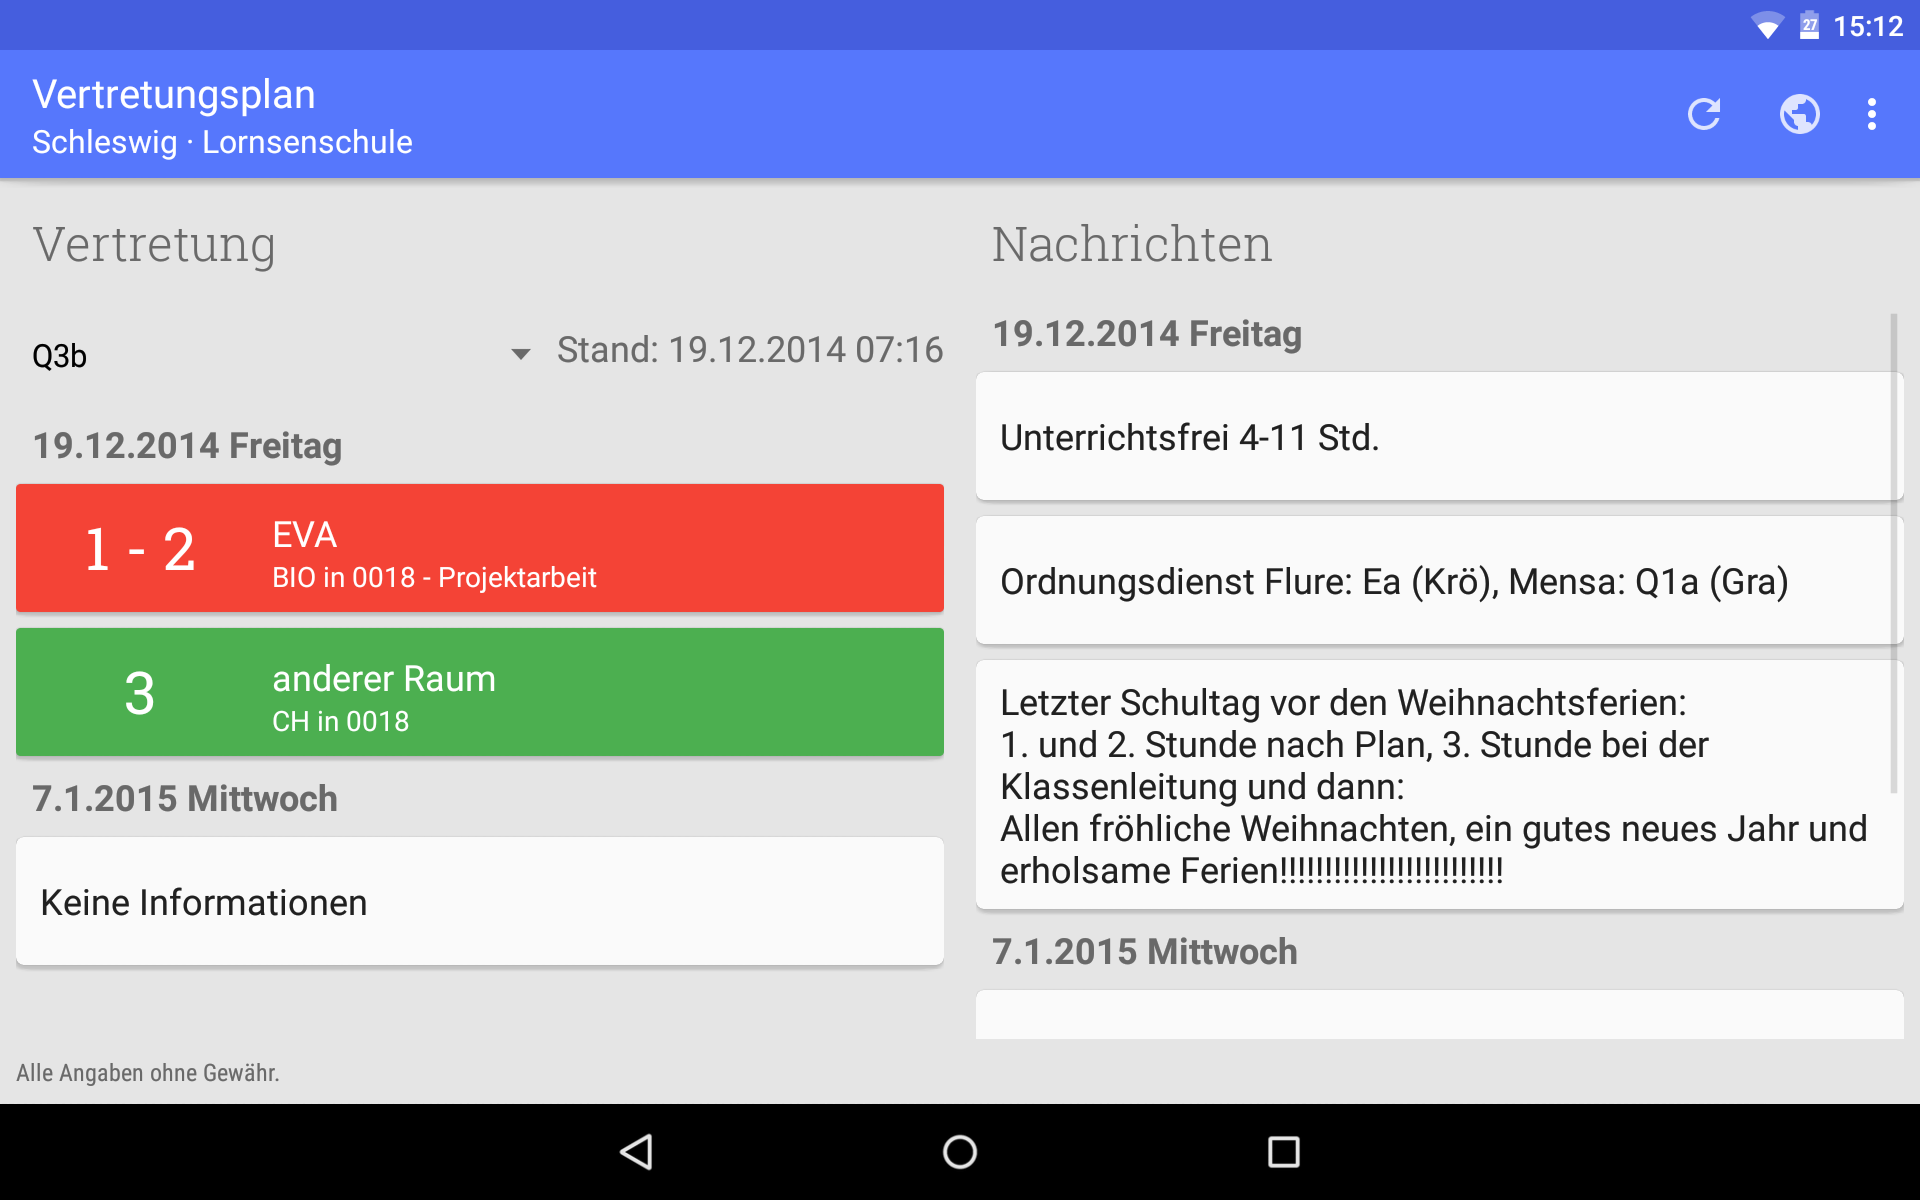 27 15:12
Vertretungsplan
Schleswig · Lornsenschule
Vertretung
Q3b
Stand: 19.12.2014 07:16
19.12.2014 Freitag
1 - 2
EVA
BIO in 0018 - Projektarbeit
3
anderer Raum
CH in 0018
7.1.2015 Mittwoch
Keine Informationen
Nachrichten
19.12.2014 Freitag
Unterrichtsfrei 4-11 Std.
Ordnungsdienst Flure: Ea (Krö), Mensa: Q1a (Gra)
Letzter Schultag vor den Weihnachtsferien:
1. und 2. Stunde nach Plan, 3. Stunde bei der
Klassenleitung und dann:
Allen fröhliche Weihnachten, ein gutes neues Jahr und
erholsame Ferien!!!!!!!!!!!!!!!!!!!!!!!!!
7.1.2015 Mittwoch
Alle Angaben ohne Gewähr.